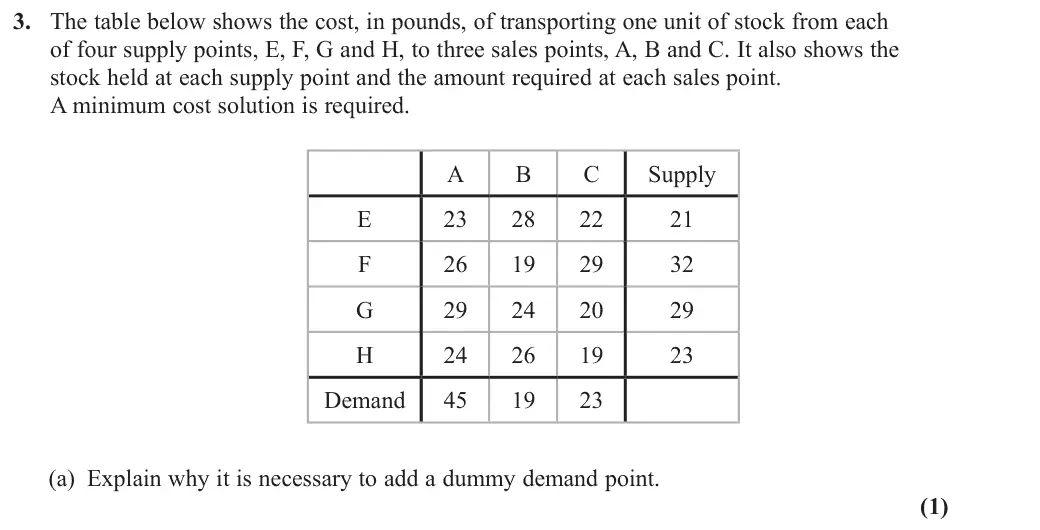 3. The table below shows the cost, in pounds, of transporting one unit of stock from each
of four supply points, E, F, G and H, to three sales points, A, B and C. It also shows the
stock held at each supply point and the amount required at each sales point.
A minimum cost solution is required.
A B C Supply
E 23 28 22 21
F 26 19 29 32
G 29 24 20 29
H 24 26 19 23
Demand 45 19 23
(a) Explain why it is necessary to add a dummy demand point.
(1)